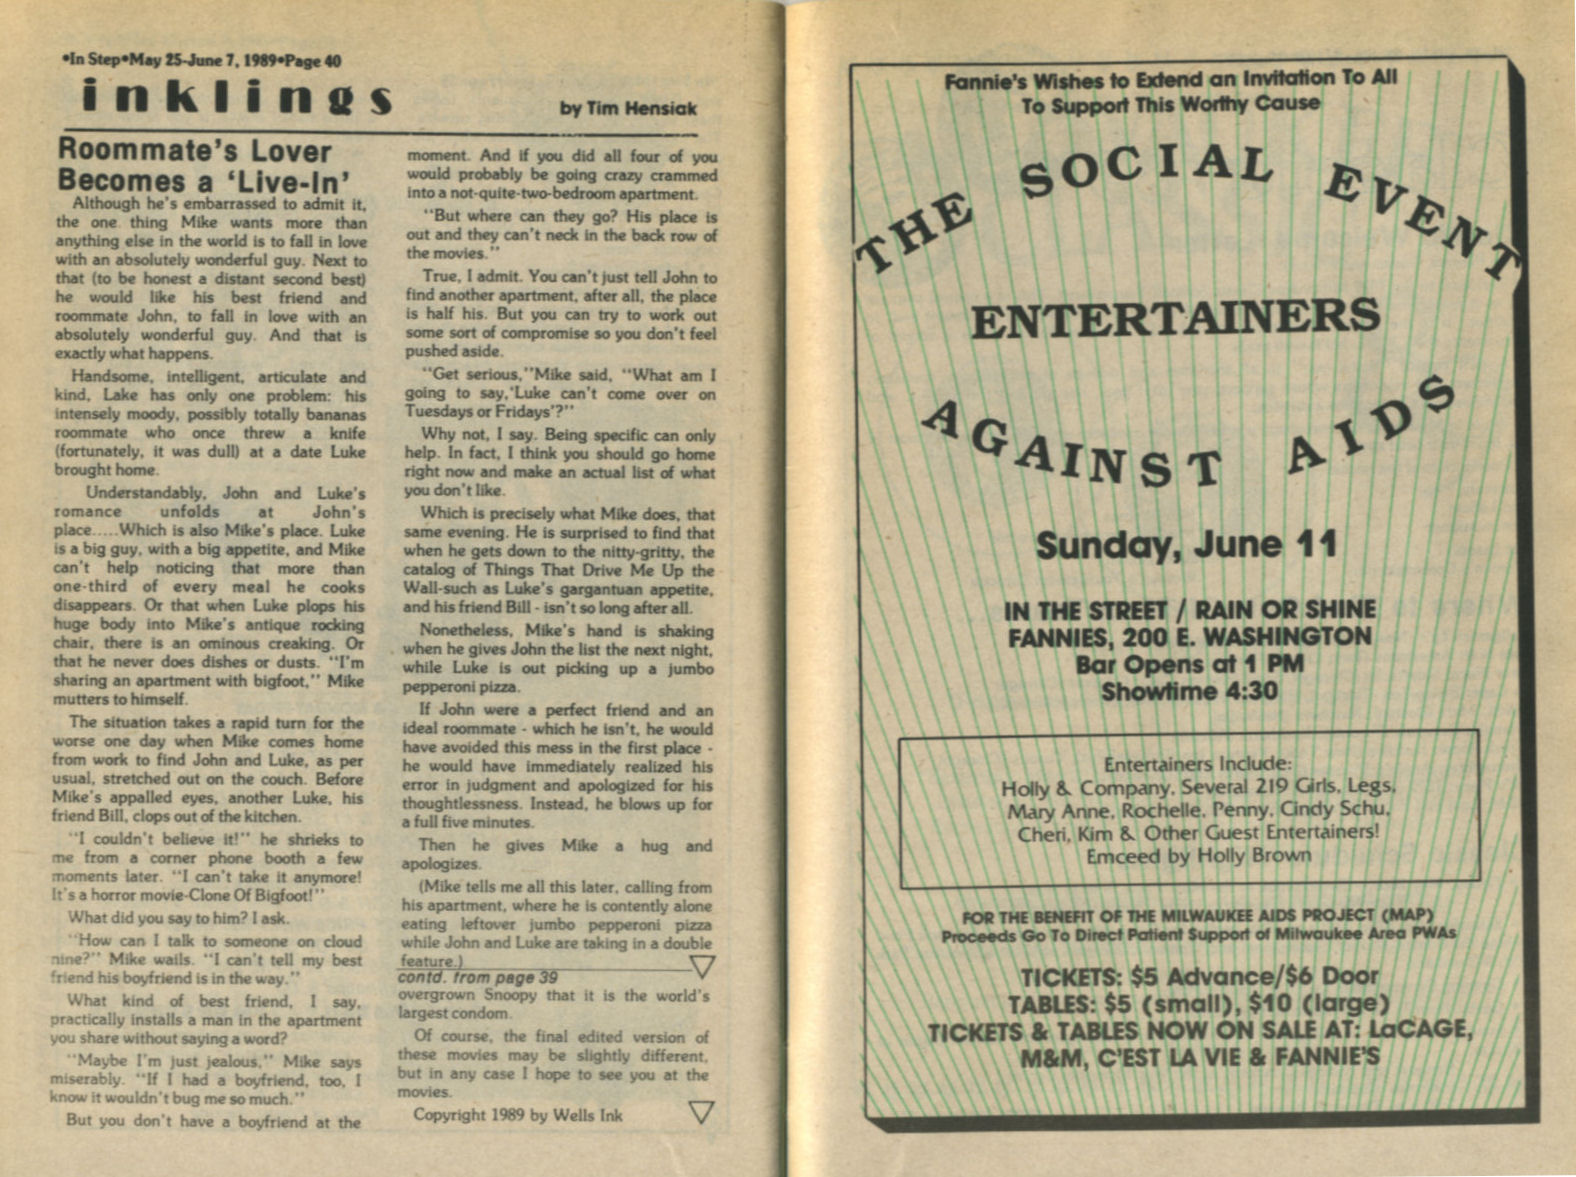 •In Step•May 25-June 7, 1989•Page 40
inklings
by Tim Hensiak
Roommate's Lover
Becomes a 'Live-In'
Although he's embarrassed to admit it,
the one thing Mike wants more than
anything else in the world is to fall in love
with an absolutely wonderful guy. Next to
that (to be honest a distant second best)
he would like his best friend and
roommate John, to fall in love with an
absolutely wonderful guy. And that is
exactly what happens.
Handsome, intelligent, articulate and
kind, Lake has only one problem: his
intensely moody, possibly totally bananas
roommate who once threw a knife
(fortunately, it was dull) at a date Luke
brought home.
Understandably, John and Luke's
romance unfolds at John's
place.....Which is also Mike's place. Luke
is a big guy, with a big appetite, and Mike
can't help noticing that more than
one-third of every meal he cooks
disappears. Or that when Luke plops his
huge body into Mike's antique rocking
chair, there is an ominous creaking. Or
that he never does dishes or dusts. "I'm
sharing an apartment with bigfoot," Mike
mutters to himself.
The situation takes a rapid turn for the
worse one day when Mike comes home
from work to find John and Luke, as per
usual, stretched out on the couch. Before
Mike's appalled eyes, another Luke, his
friend Bill, clops out of the kitchen.
"I couldn't believe it!" he shrieks to
me from a corner phone booth a few
moments later. "I can't take it anymore!
It's a horror movie-Clone Of Bigfoot!"
What did you say to him? I ask.
"How can I talk to someone on cloud
nine?" Mike wails. "I can't tell my best
friend his boyfriend is in the way."
What kind of best friend, I say,
practically installs a man in the apartment
you share without saying a word?
"Maybe I'm just jealous," Mike says
miserably. "If I had a boyfriend, too, I
know it wouldn't bug me so much."
But you don't have a boyfriend at the
moment. And if you did all four of you
would probably be going crazy crammed
into a not-quite-two-bedroom apartment.
"But where can they go? His place is
out and they can't neck in the back row of
the movies."
True, I admit. You can't just tell John to
find another apartment, after all, the place
is half his. But you can try to work out
some sort of compromise so you don't feel
pushed aside.
"Get serious,"Mike said, "What am I
going to say,'Luke can't come over on
Tuesdays or Fridays'?"
Why not, I say. Being specific can only
help. In fact, I think you should go home
right now and make an actual list of what
you don't like.
Which is precisely what Mike does, that
same evening. He is surprised to find that
when he gets down to the nitty-gritty, the
catalog of Things That Drive Me Up the
Wall-such as Luke's gargantuan appetite,
and his friend Bill - isn't so long after all.
Nonetheless, Mike's hand is shaking
when he gives John the list the next night,
while Luke is out picking up a jumbo
pepperoni pizza.
If John were a perfect friend and an
ideal roommate - which he isn't, he would
have avoided this mess in the first place -
he would have immediately realized his
error in judgment and apologized for his
thoughtlessness. Instead, he blows up for
a full five minutes.
Then he gives Mike a hug and
apologizes.
(Mike tells me all this later, calling from
his apartment, where he is contently alone
eating leftover jumbo pepperoni pizza
while John and Luke are taking in a double
feature.)
contd. from page 39
overgrown Snoopy that it is the world's
largest condom.
Of course, the final edited version of
these movies may be slightly different,
but in any case I hope to see you at the
movies.
Copyright 1989 by Wells Ink
Fannie's Wishes to Extend an Invitation To All
To Support This Worthy Cause
THE SOCIAL EVENT
ENTERTAINERS
AGAINST AIDS
Sunday, June 11
IN THE STREET / RAIN OR SHINE
FANNIES, 200 E. WASHINGTON
Bar Opens at 1 PM
Showtime 4:30
Entertainers Include:
Holly & Company, Several 219 Girls, Legs,
Mary Anne, Rochelle, Penny, Cindy Schu,
Cheri, Kim & Other Guest Entertainers!
Emceed by Holly Brown
FOR THE BENEFIT OF THE MILWAUKEE AIDS PROJECT (MAP)
Proceeds Go To Direct Patient Support of Milwaukee Area PWAs
TICKETS: $5 Advance/$6 Door
TABLES: $5 (small), $10 (large)
TICKETS & TABLES NOW ON SALE AT: LaCAGE,
M&M, C'EST LA VIE & FANNIE'S